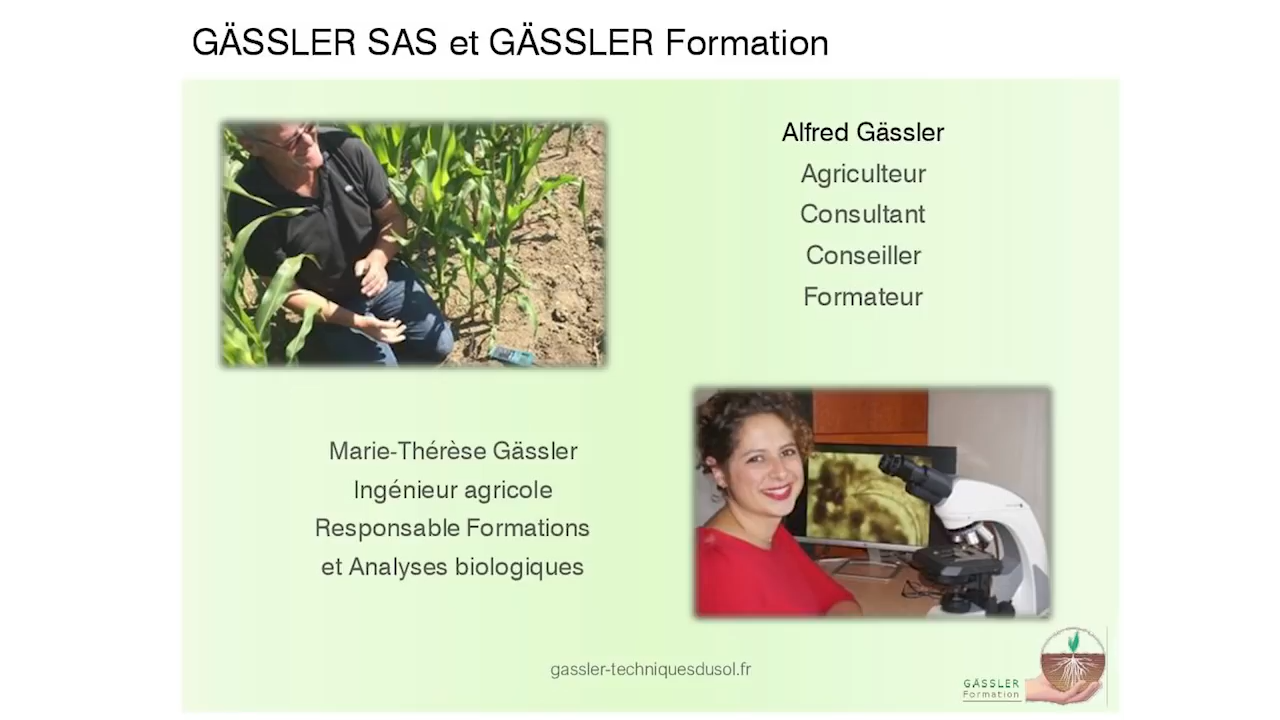 GÄSSLER SAS et GÄSSLER Formation
Alfred Gässler
Agriculteur
Consultant
Conseiller
Formateur
Marie-Thérèse Gässler
Ingénieur agricole
Responsable Formations
et Analyses biologiques
gassler-techniquesdusol.fr
GÄSSLER
Formation